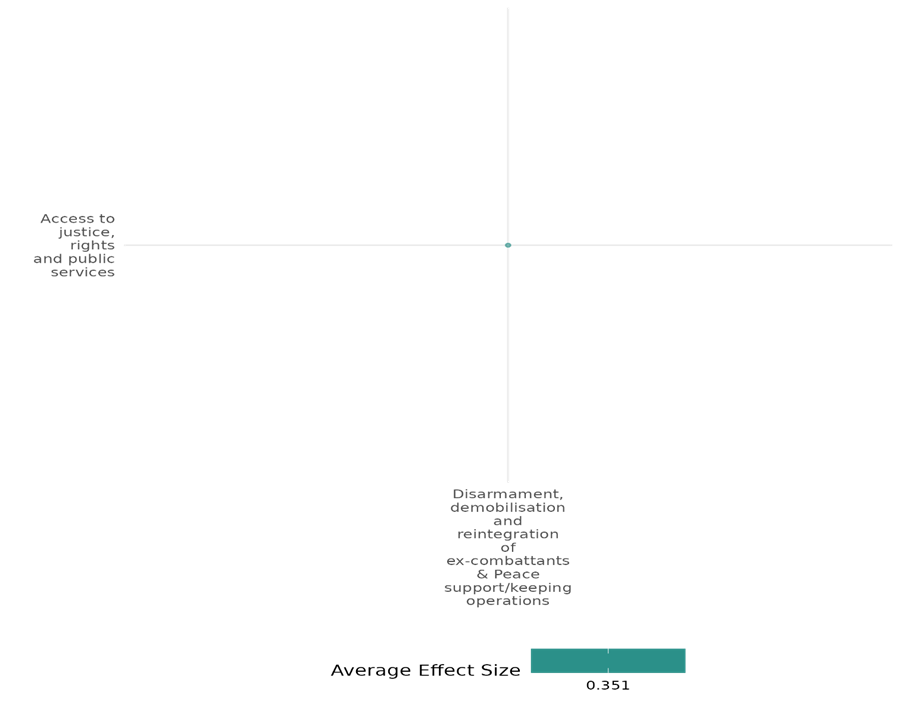 Access to
justice,
rights
and public
services
Disarmament,
demobilisation
and
reintegration
of
ex-combattants
& Peace
support/keeping
operations
Average Effect Size
0.351